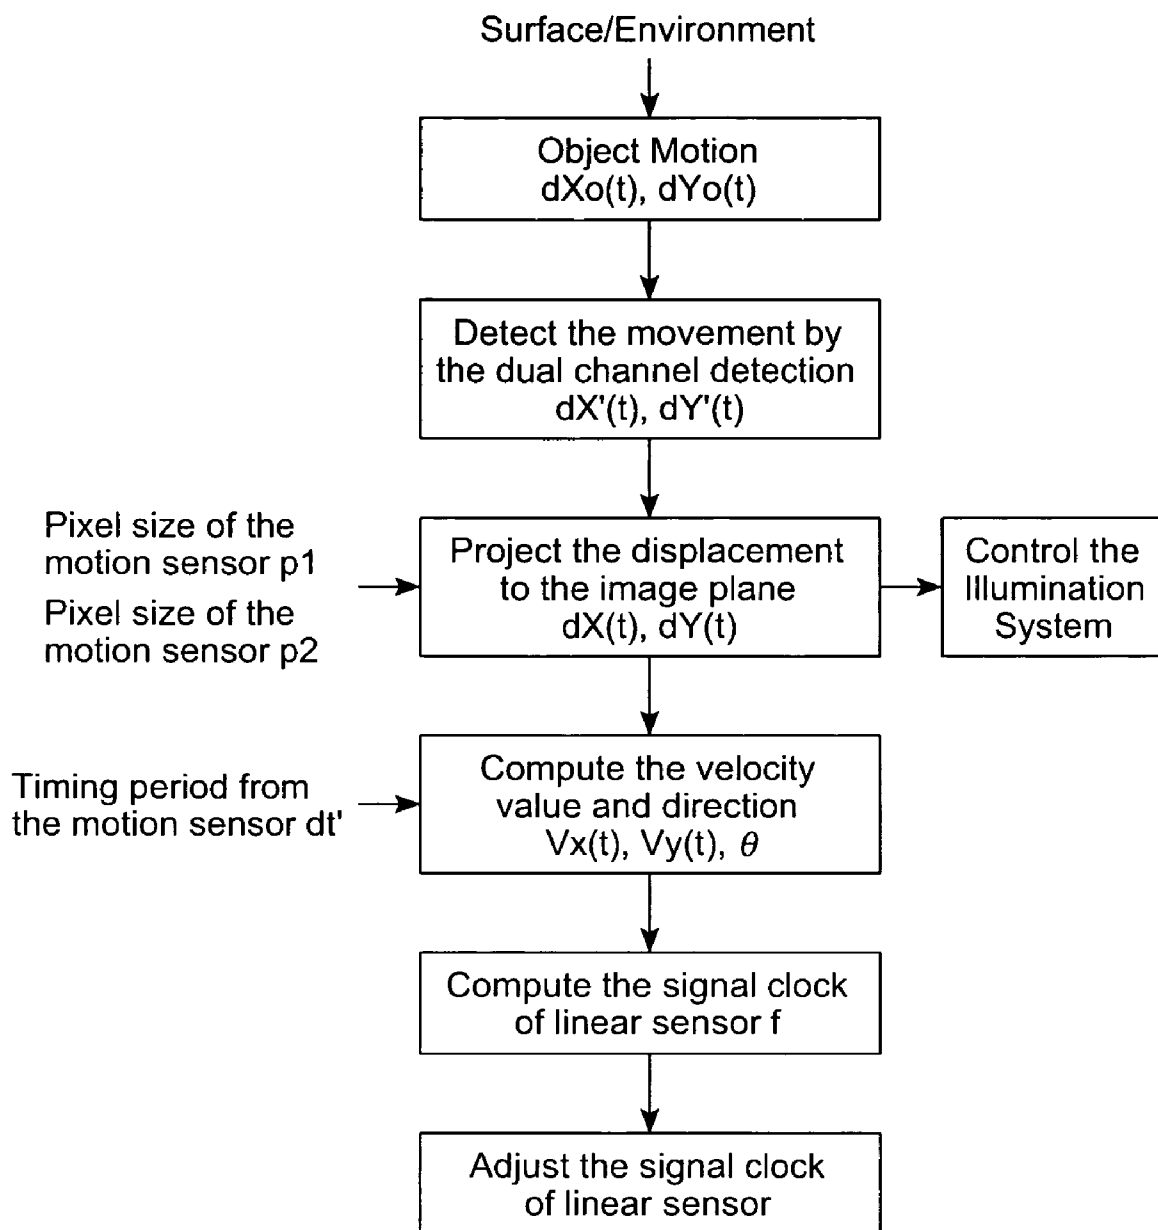 Surface/Environment
Object Motion
dXo(t), dYo(t)
Detect the movement by
the dual channel detection
dX'(t), dY'(t)
Pixel size of the
motion sensor p1
Pixel size of the
motion sensor p2
Project the displacement
to the image plane
dX(t), dY(t)
Control the
Illumination
System
Timing period from
the motion sensor dt'
Compute the velocity
value and direction
Vx(t), Vy(t), θ
Compute the signal clock
of linear sensor f
Adjust the signal clock
of linear sensor